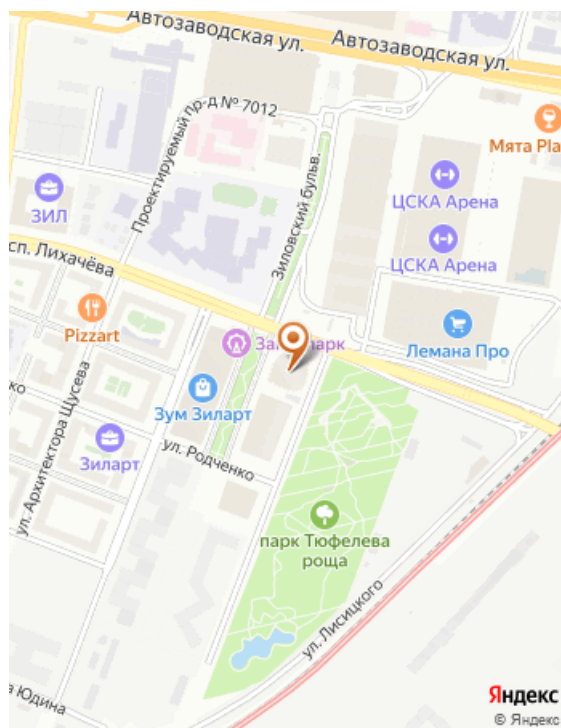 Автозаводская ул.
Автозаводская ул.
Проектируемый пр-д № 7012
Мята Pla
Зиловский бульв.
ЦСКА Арена
ЗИЛ
ЦСКА Арена
сп. Лихачёва
Pizzart
парк
Лемана Про
Зум Зиларт
ул. Архитектора Щусева
ко
Зиларт
ул. Родченко
парк Тюфелева
роща
ул. Лисицкого
а Юдина
Яндекс
© Яндекс